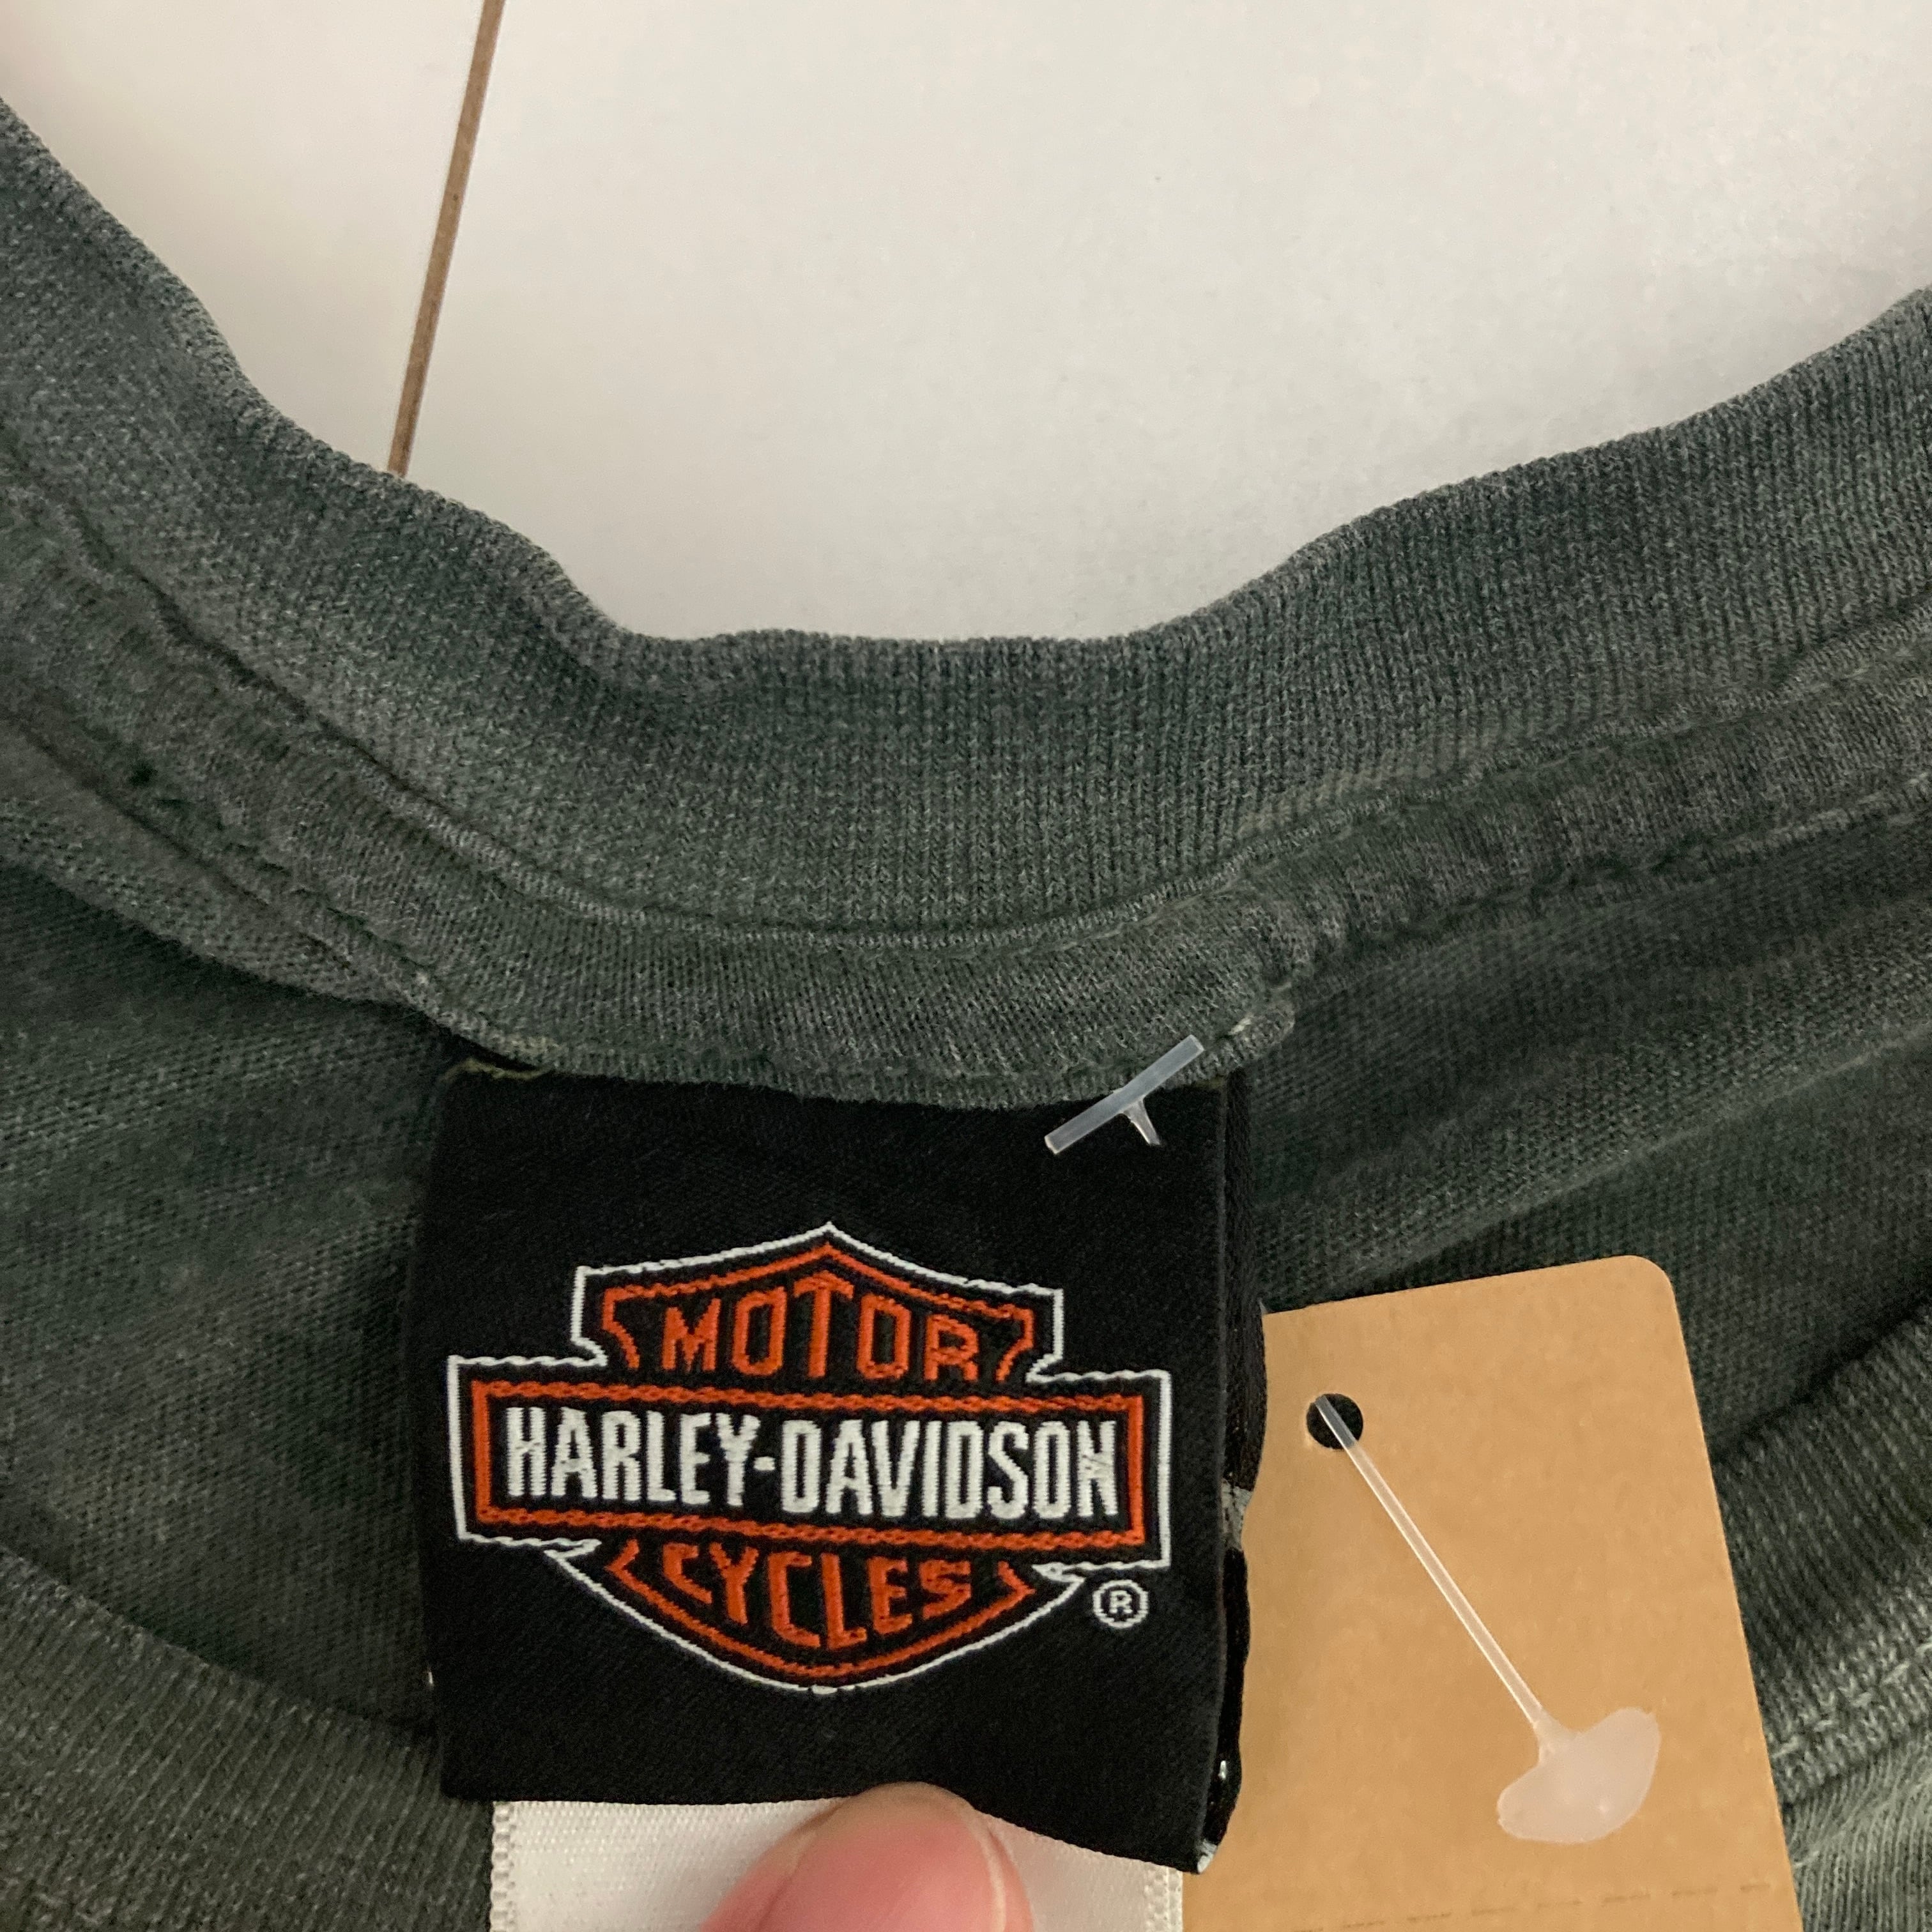 MOTOR
HARLEY-DAVIDSON
CYCLES
®